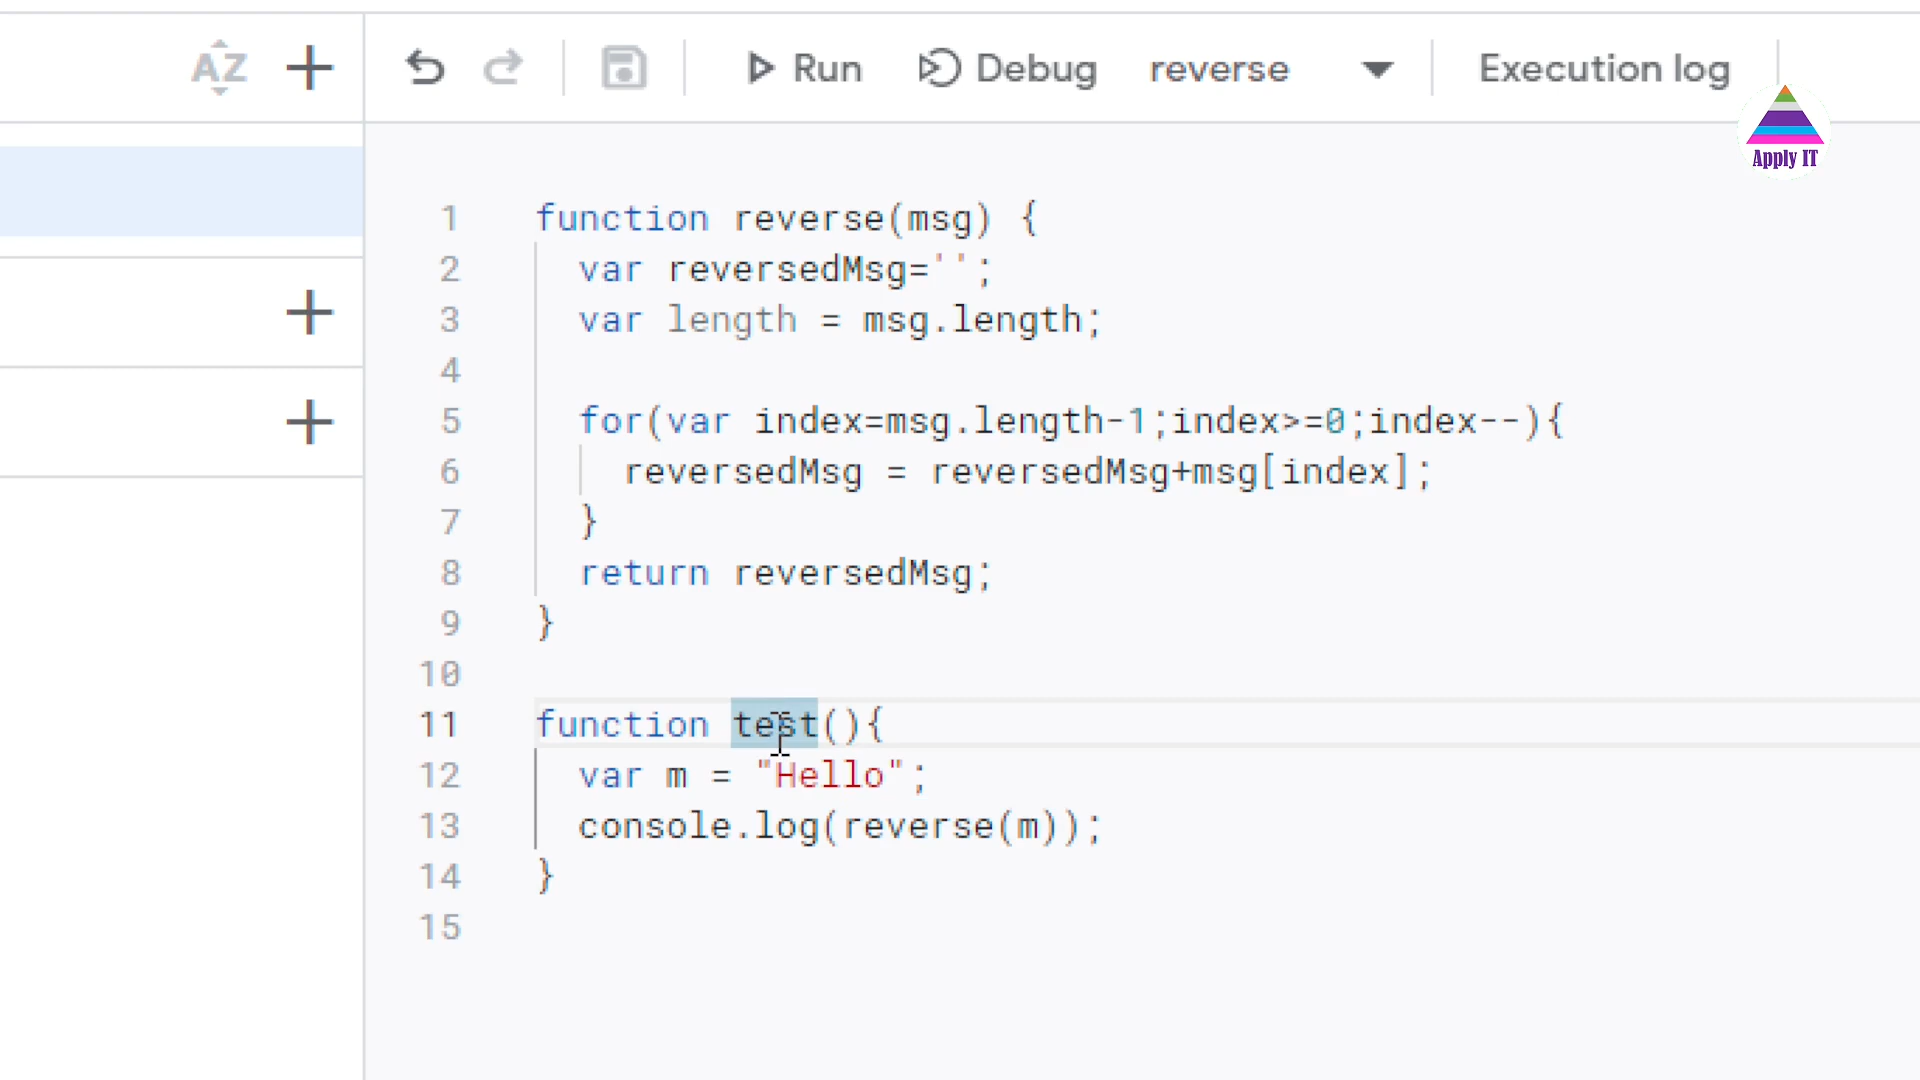 AZ Run Debug reverse Execution log
Apply IT
1 function reverse(msg) {
2 var reversedMsg='';
3 var length = msg.length;
4
5 for(var index=msg.length-1;index>=0;index--){
6 reversedMsg = reversedMsg+msg[index];
7 }
8 return reversedMsg;
9 }
10
11 function test(){
12 var m = "Hello";
13 console.log(reverse(m));
14 }
15